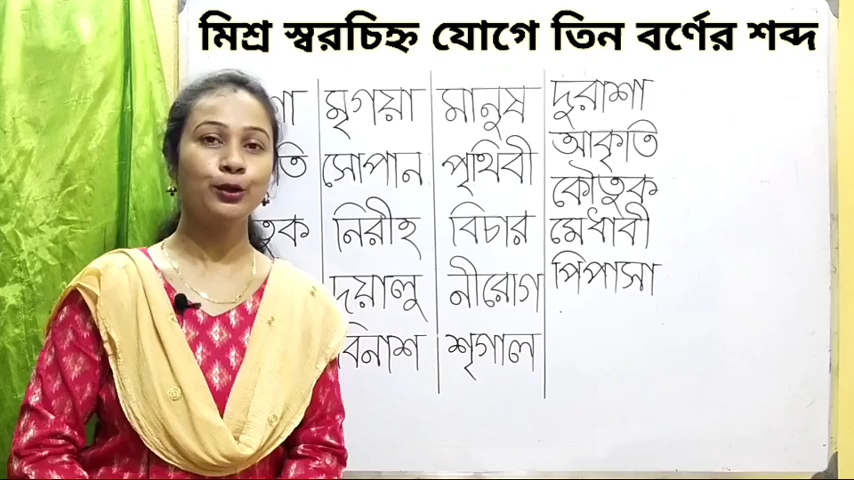 মিশ্র স্বরচিহ্ন যোগে তিন বর্ণের শব্দ
মৃগয়া মানুষ দুরাশা
সোপান পৃথিবী আকৃতি
নিরীহ বিচার কৌতুক
দয়ালু নীরোগ মেধাবী
বিনাশ শৃগাল পিপাসা